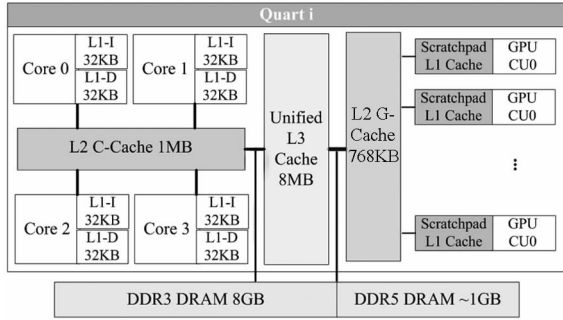 Quart i
Core 0
L1-I
32KB
L1-D
32KB
Core 1
L1-I
32KB
L1-D
32KB
L2 C-Cache 1MB
Core 2
L1-I
32KB
L1-D
32KB
Core 3
L1-I
32KB
L1-D
32KB
Unified
L3
Cache
8MB
L2 G-
Cache
768KB
Scratchpad
L1 Cache
GPU
CU0
Scratchpad
L1 Cache
GPU
CU0
...
Scratchpad
L1 Cache
GPU
CU0
DDR3 DRAM 8GB
DDR5 DRAM ~1GB